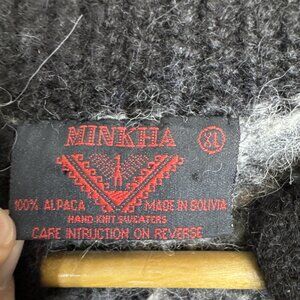 MINKHA
XL
100% ALPACA MADE IN BOLIVIA
HAND KNIT SWEATERS
CARE INTRUCTION ON REVERSE